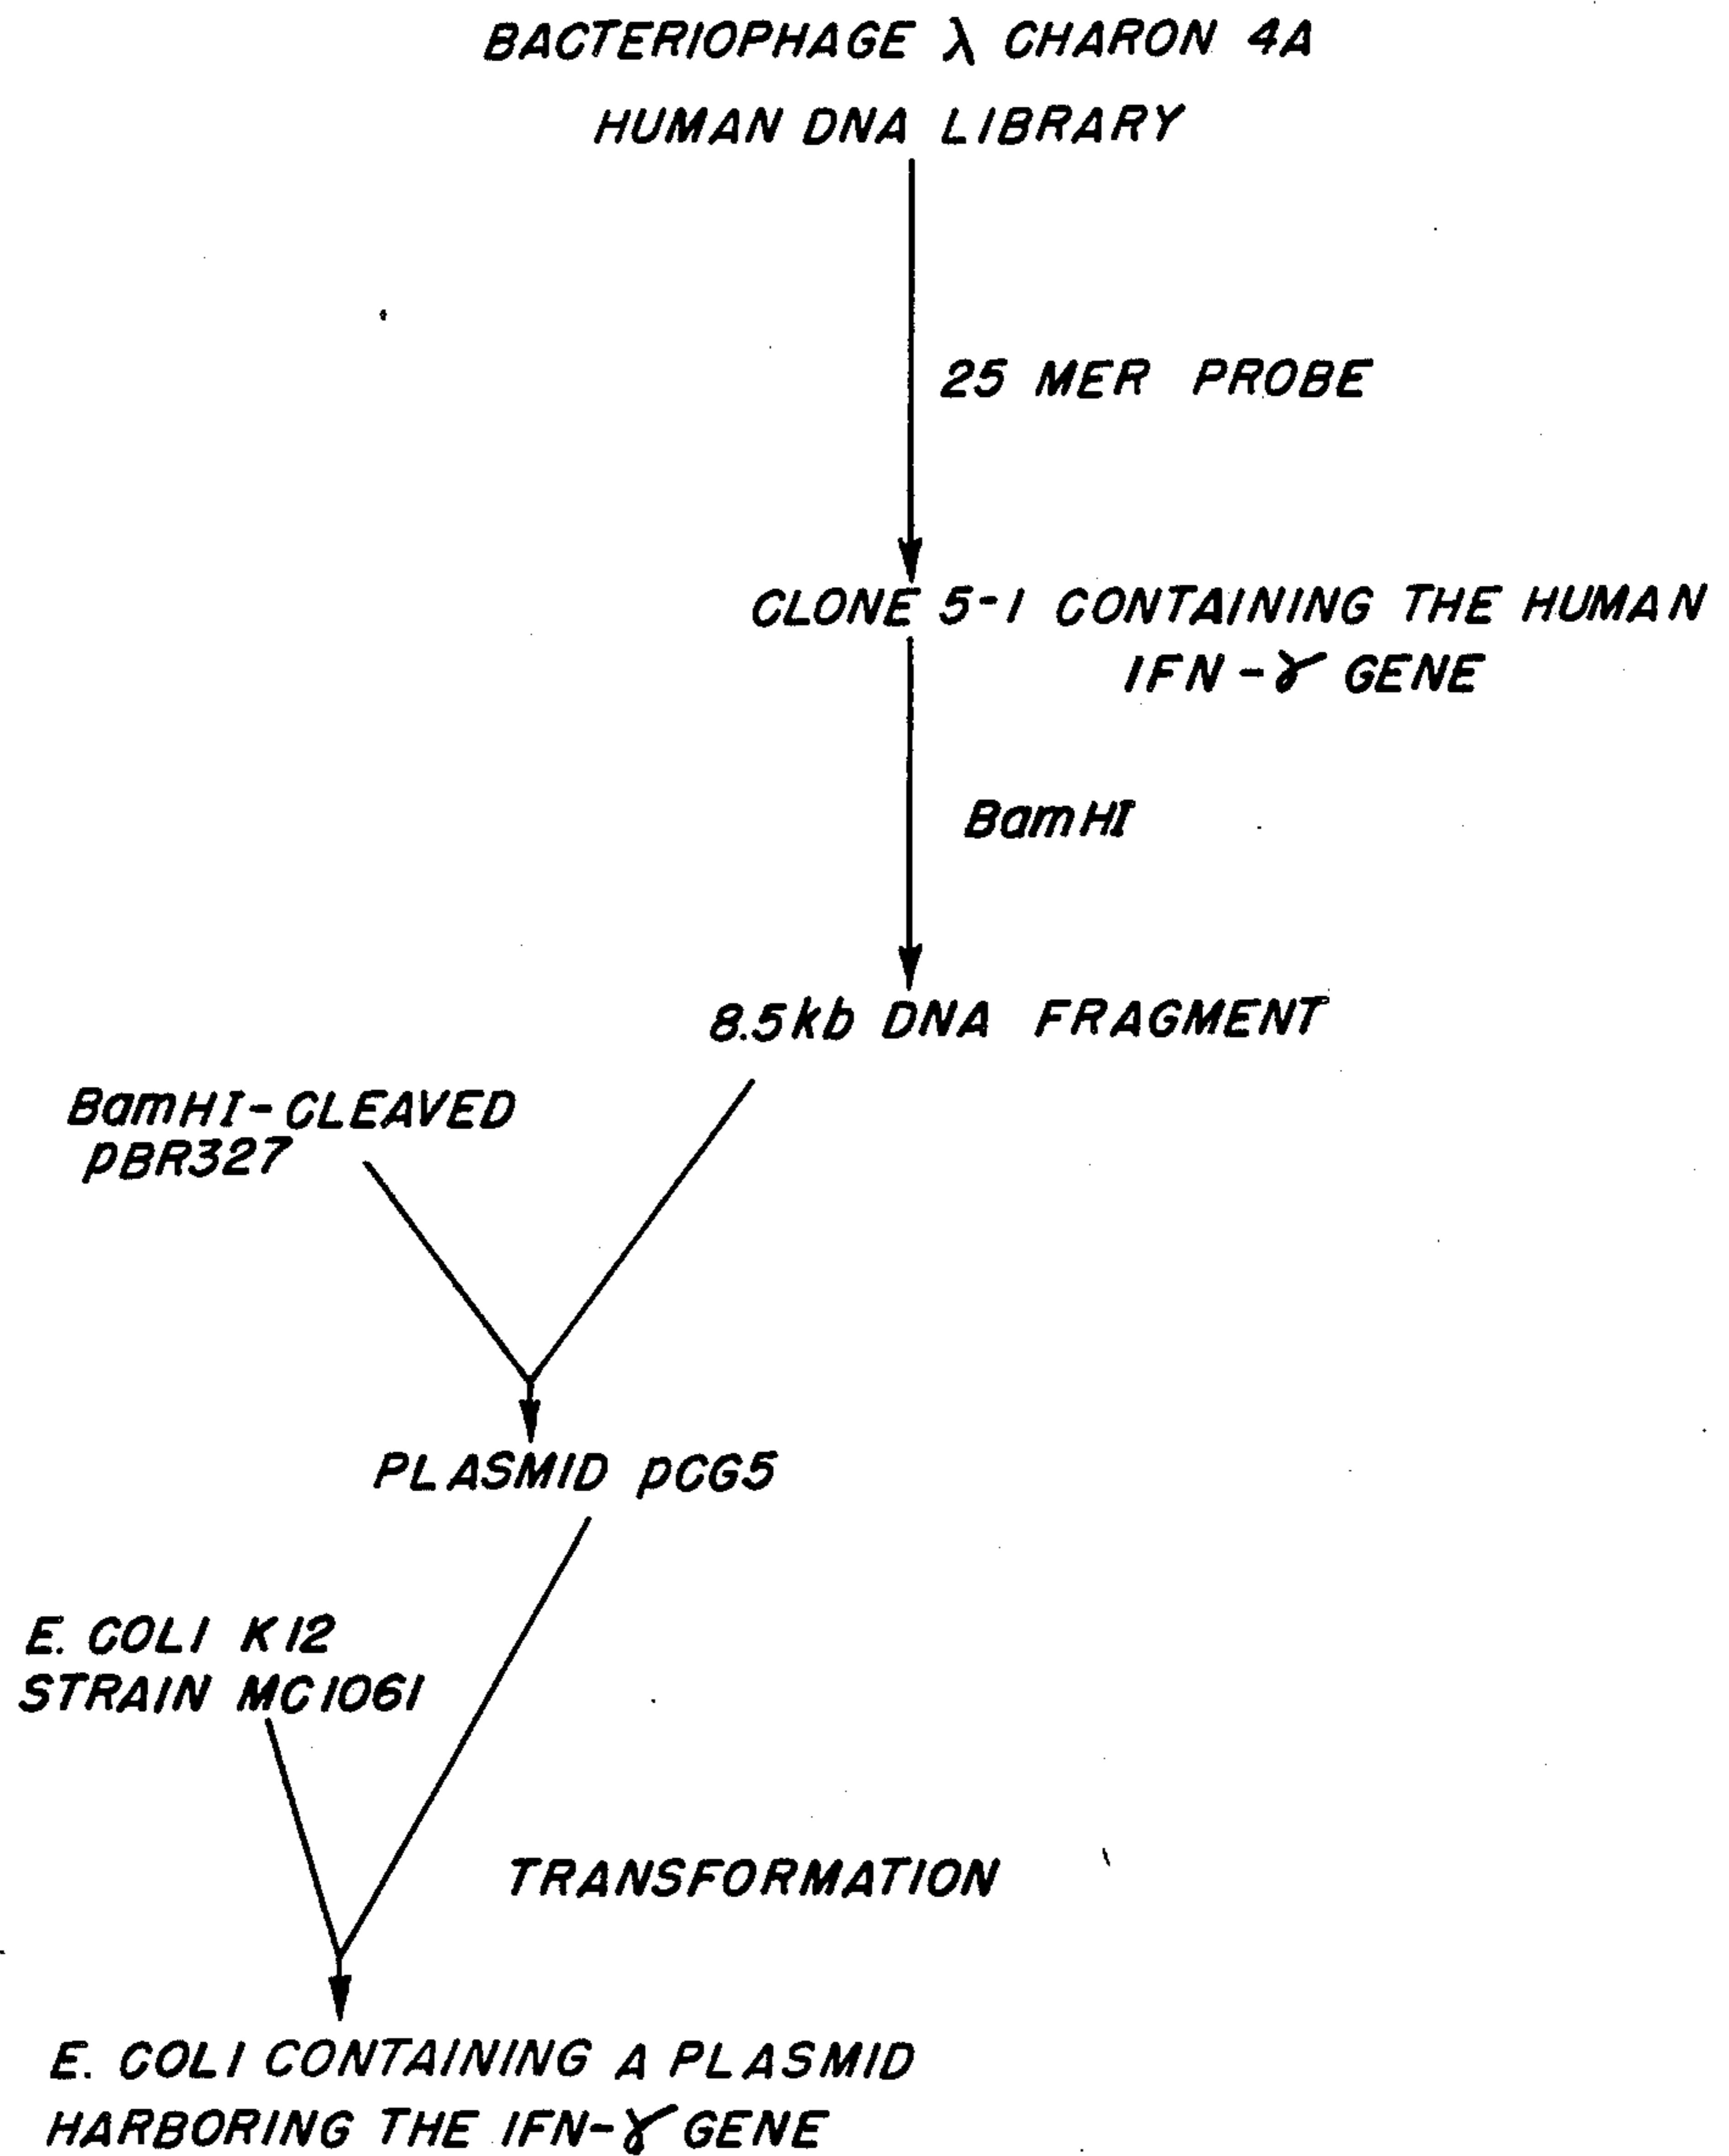 BACTERIOPHAGE λ CHARON 4A
HUMAN DNA LIBRARY
25 MER PROBE
CLONE 5-1 CONTAINING THE HUMAN
IFN-γ GENE
BamHI
8.5kb DNA FRAGMENT
BamHI-CLEAVED
pBR327
PLASMID pCG5
E. COLI K12
STRAIN MC1061
TRANSFORMATION
E. COLI CONTAINING A PLASMID
HARBORING THE IFN-γ GENE